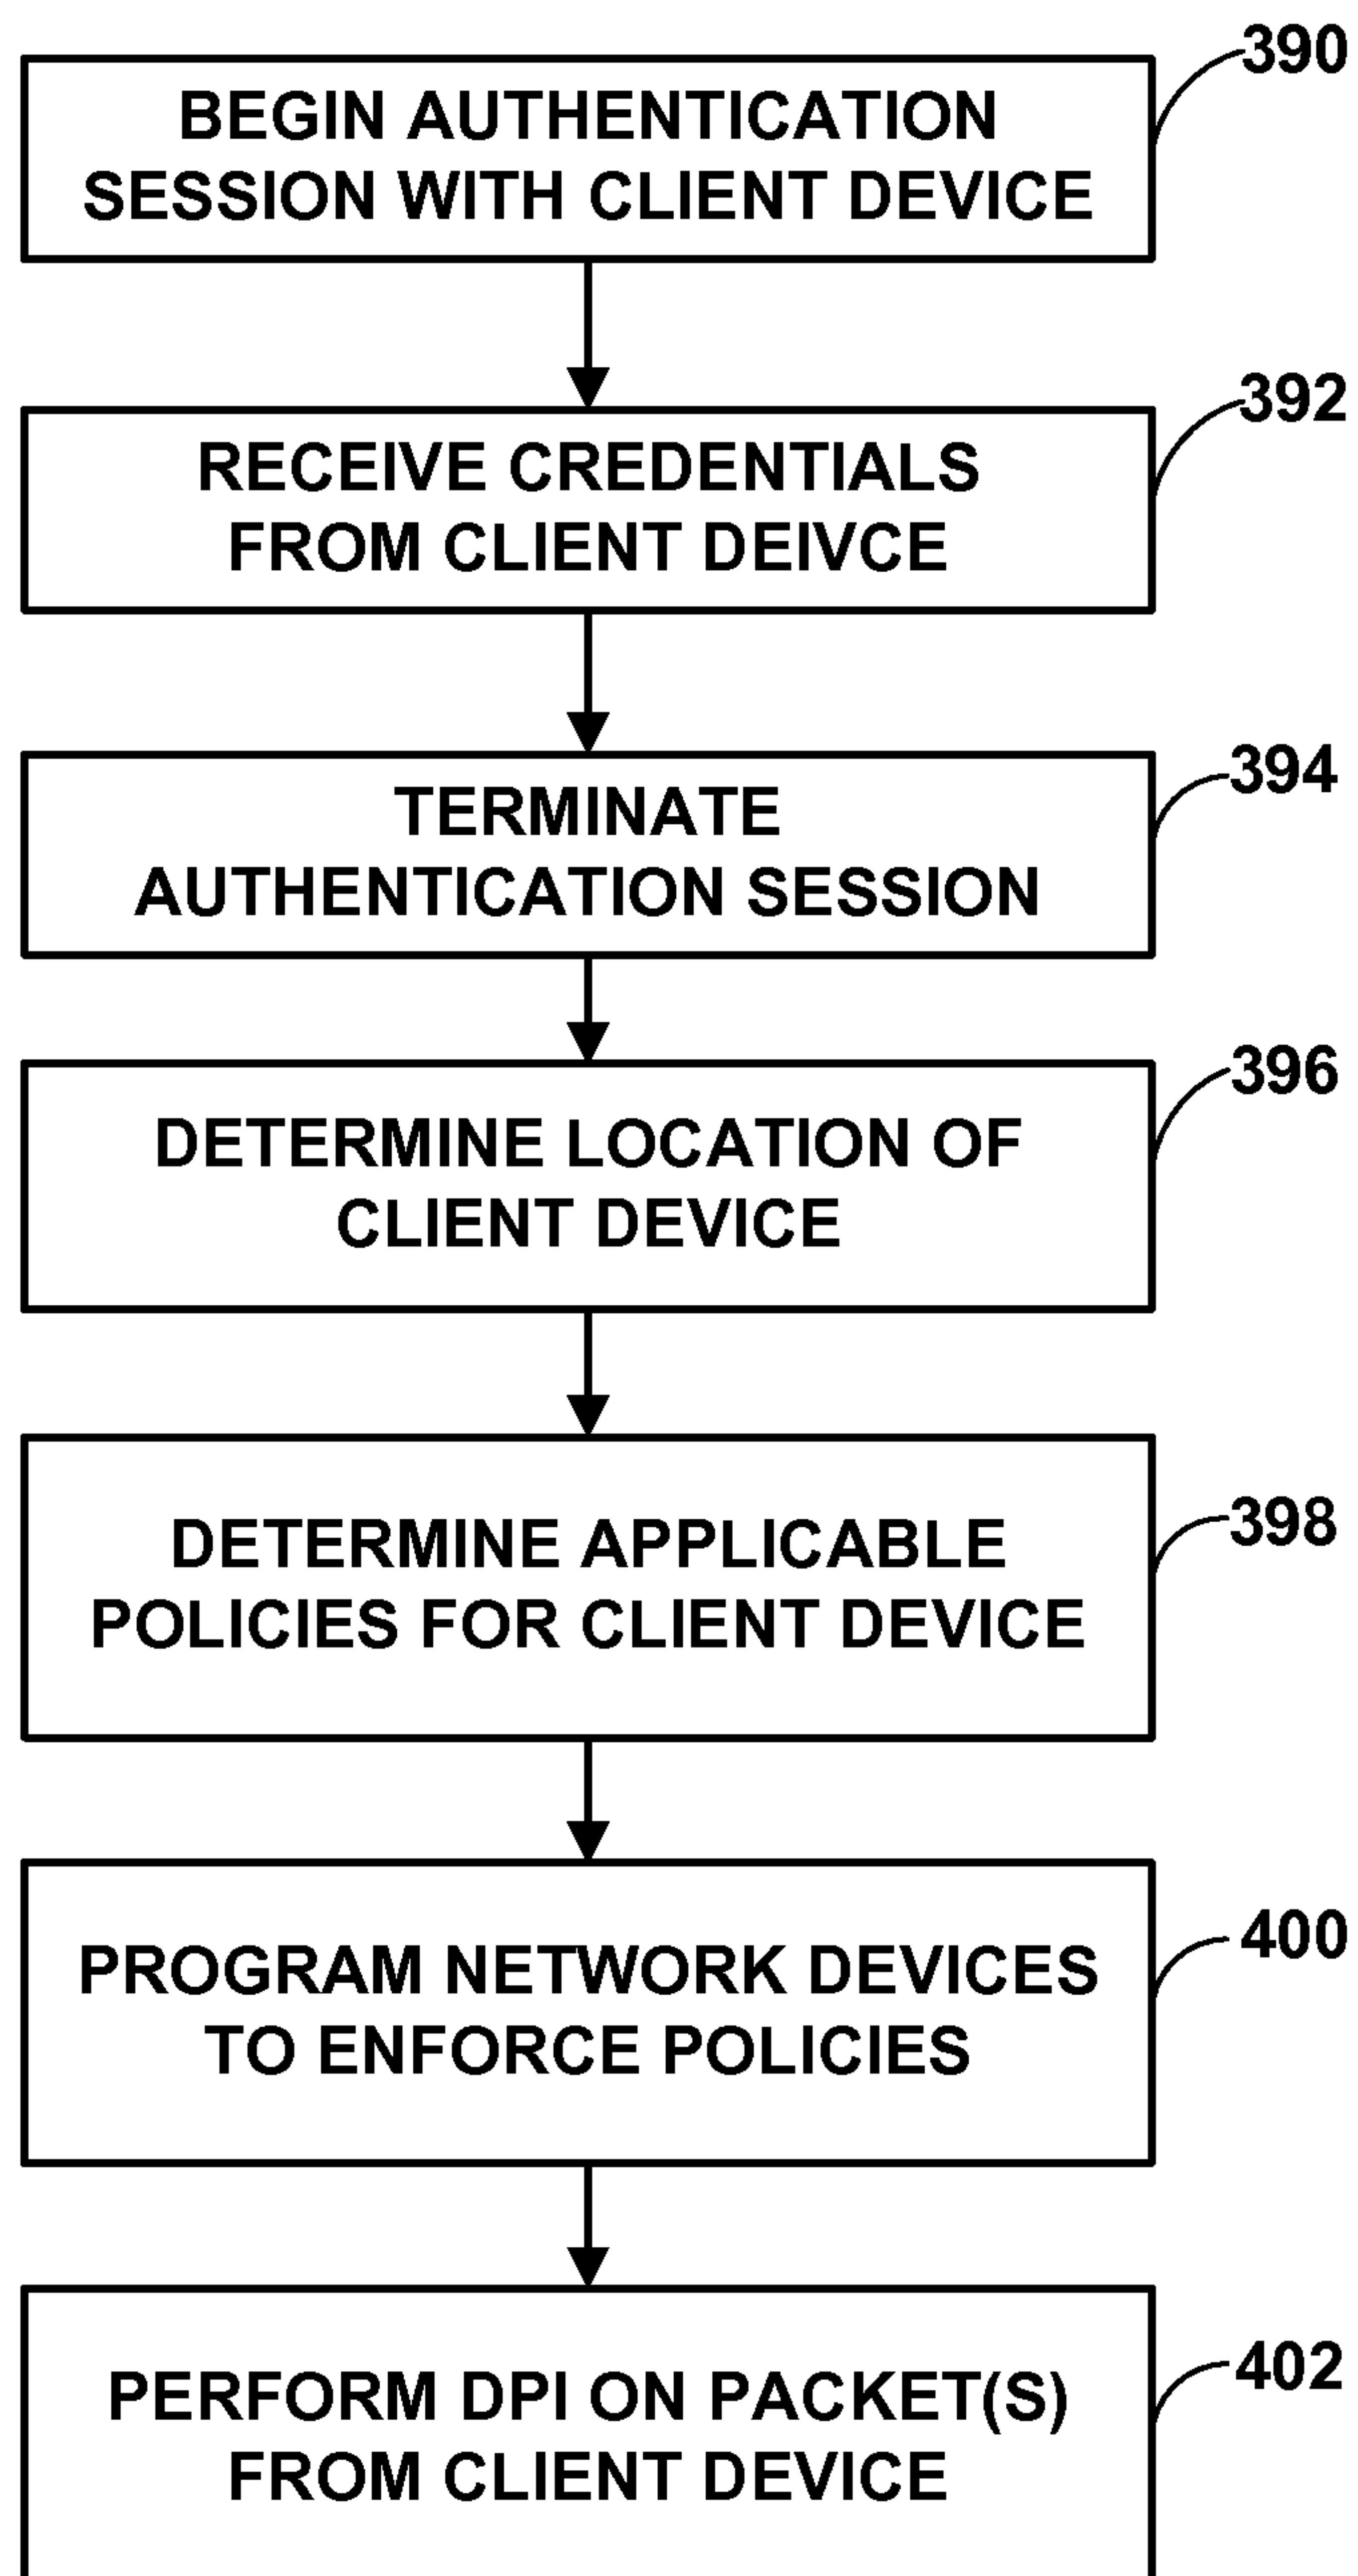 390
BEGIN AUTHENTICATION
SESSION WITH CLIENT DEVICE
392
RECEIVE CREDENTIALS
FROM CLIENT DEIVCE
394
TERMINATE
AUTHENTICATION SESSION
396
DETERMINE LOCATION OF
CLIENT DEVICE
398
DETERMINE APPLICABLE
POLICIES FOR CLIENT DEVICE
400
PROGRAM NETWORK DEVICES
TO ENFORCE POLICIES
402
PERFORM DPI ON PACKET(S)
FROM CLIENT DEVICE